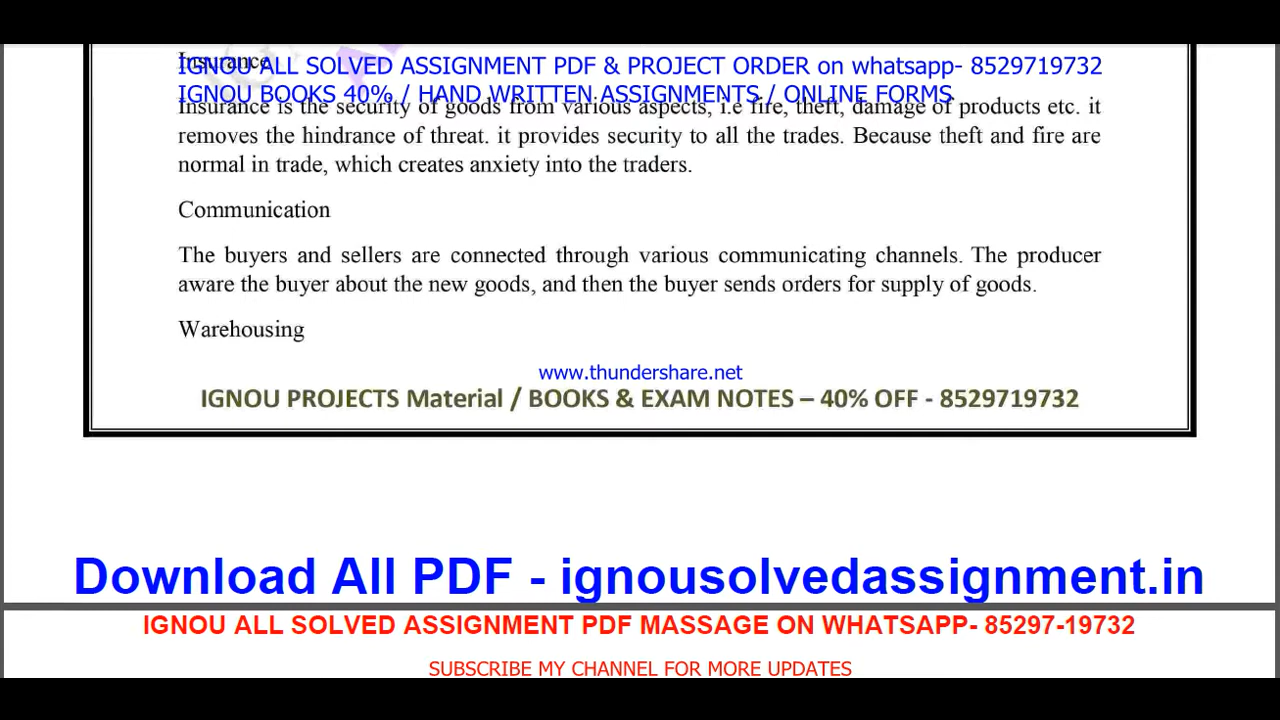 Insurance
IGNOU ALL SOLVED ASSIGNMENT PDF & PROJECT ORDER on whatsapp- 8529719732
IGNOU BOOKS 40% / HAND WRITTEN ASSIGNMENTS / ONLINE FORMS
Insurance is the security of goods from various aspects, i.e fire, theft, damage of products etc. it
removes the hindrance of threat. it provides security to all the trades. Because theft and fire are
normal in trade, which creates anxiety into the traders.
Communication
The buyers and sellers are connected through various communicating channels. The producer
aware the buyer about the new goods, and then the buyer sends orders for supply of goods.
Warehousing
www.thundershare.net
IGNOU PROJECTS Material / BOOKS & EXAM NOTES – 40% OFF - 8529719732
Download All PDF - ignousolvedassignment.in
IGNOU ALL SOLVED ASSIGNMENT PDF MASSAGE ON WHATSAPP- 85297-19732
SUBSCRIBE MY CHANNEL FOR MORE UPDATES